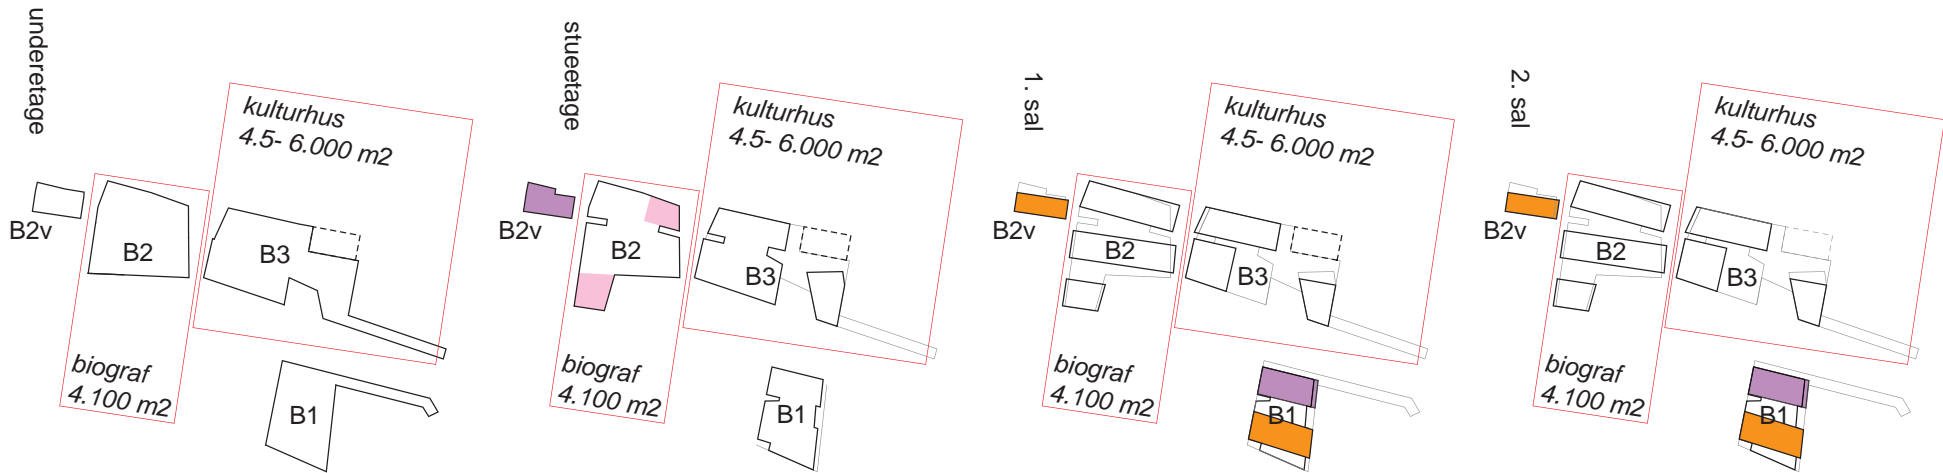 underetage
kulturhus
4.5- 6.000 m2
B2v
B2
B3
biograf
4.100 m2
B1
stueetage
kulturhus
4.5- 6.000 m2
B2v
B2
B3
biograf
4.100 m2
B1
1. sal
kulturhus
4.5- 6.000 m2
B2v
B2
B3
biograf
4.100 m2
B1
2. sal
kulturhus
4.5- 6.000 m2
B2v
B2
B3
biograf
4.100 m2
B1